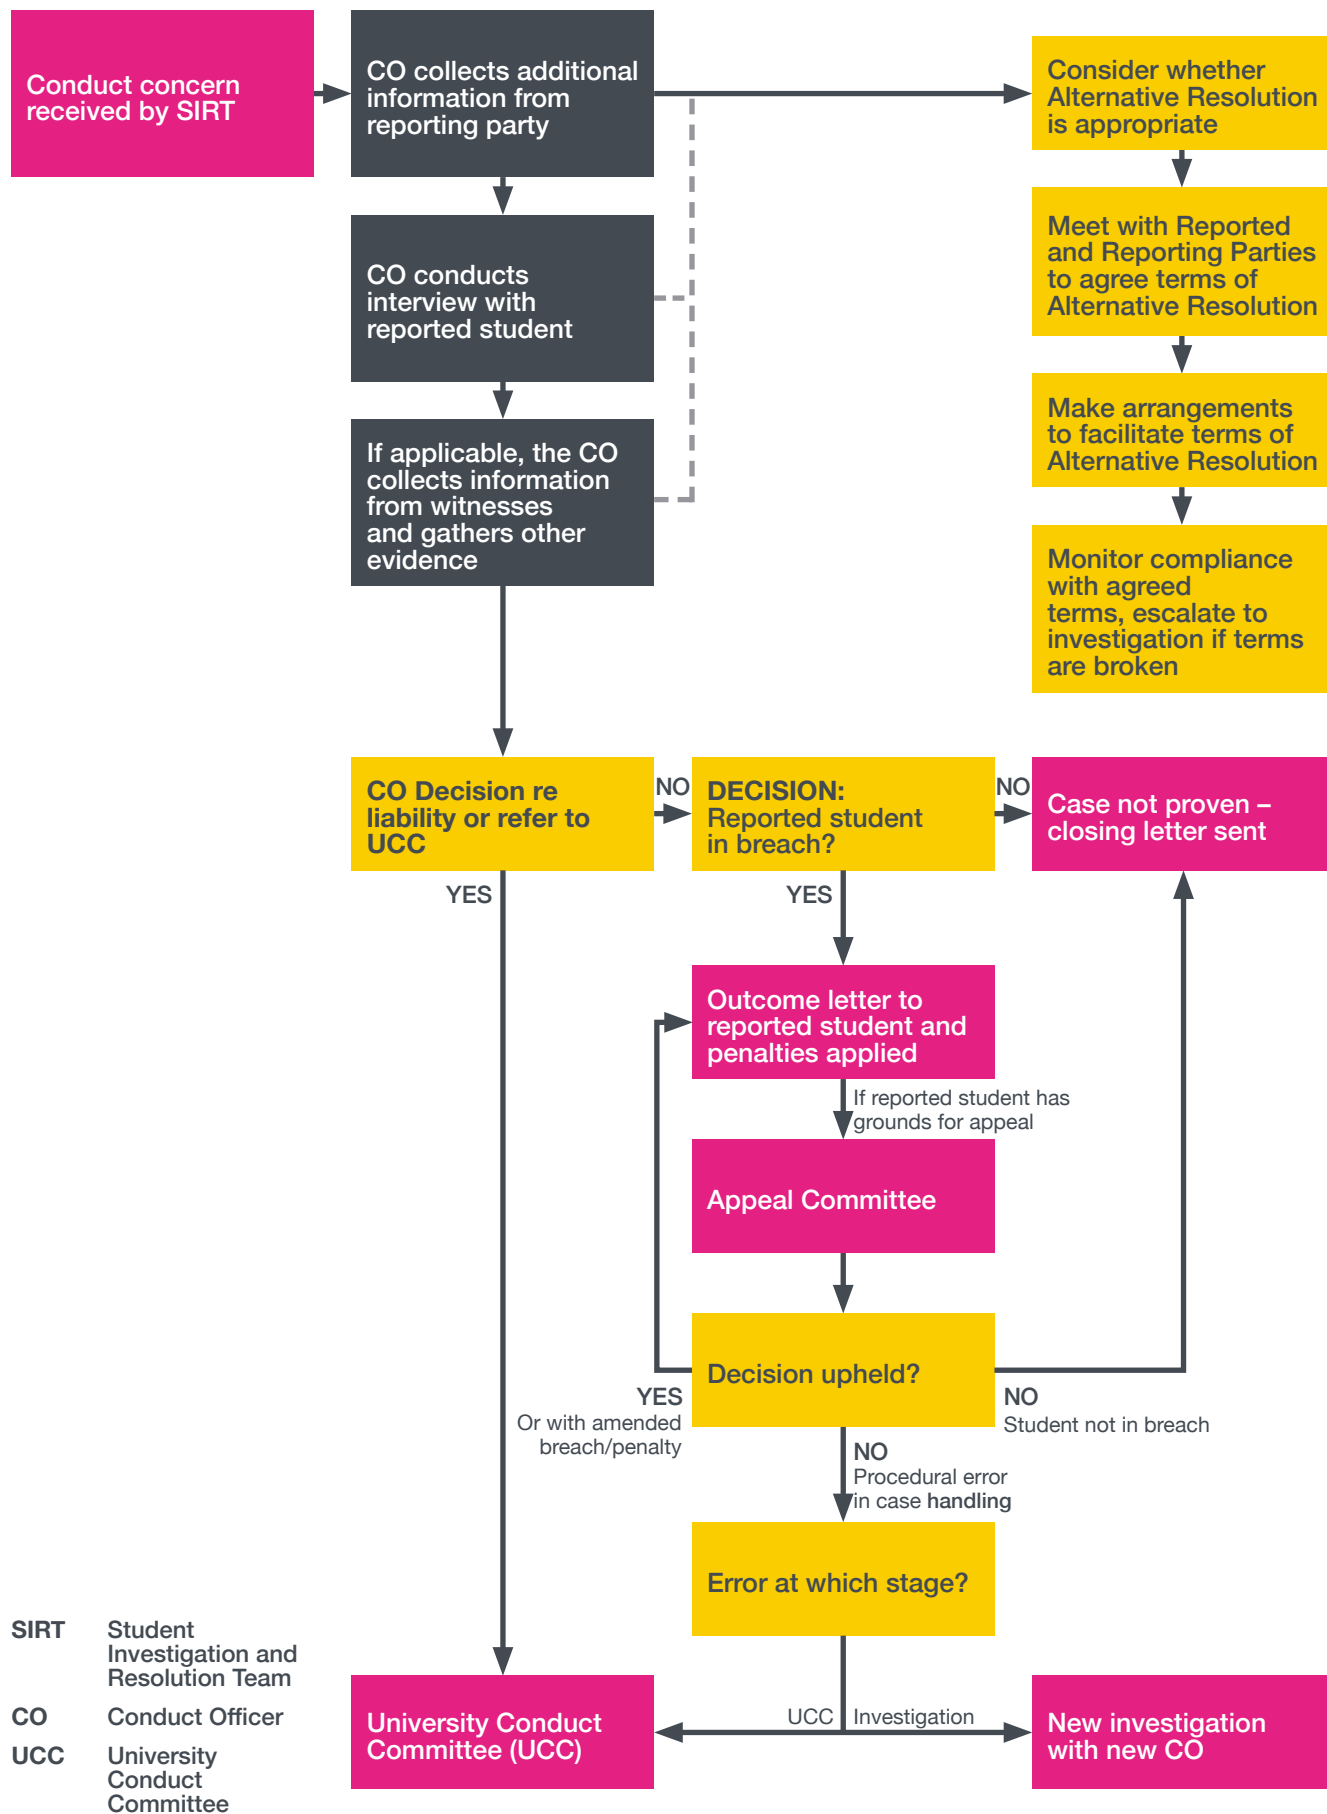 Conduct concern
received by SIRT
CO collects additional
information from
reporting party
Consider whether
Alternative Resolution
is appropriate
CO conducts
interview with
reported student
Meet with Reported
and Reporting Parties
to agree terms of
Alternative Resolution
If applicable, the CO
collects information
from witnesses
and gathers other
evidence
Make arrangements
to facilitate terms of
Alternative Resolution
Monitor compliance
with agreed
terms, escalate to
investigation if terms
are broken
CO Decision re
liability or refer to
UCC
NO
DECISION:
Reported student
in breach?
NO
Case not proven –
closing letter sent
YES
YES
Outcome letter to
reported student and
penalties applied
If reported student has
grounds for appeal
Appeal Committee
Decision upheld?
YES
Or with amended
breach/penalty
NO
Student not in breach
NO
Procedural error
in case handling
Error at which stage?
University Conduct
Committee (UCC)
UCC
Investigation
New investigation
with new CO
SIRT Student
Investigation and
Resolution Team
CO Conduct Officer
UCC University
Conduct
Committee